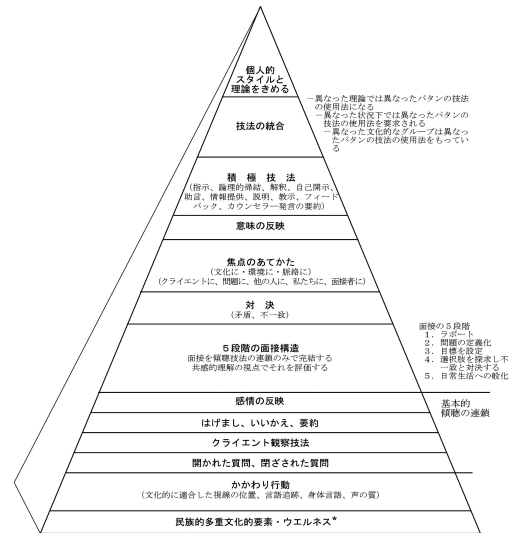 個人的
スタイルと
理論をきめる
－異なった理論では異なったパタンの技法
の使用法になる
－異なった状況下では異なったパタンの
技法の使用法を要求される
－異なった文化的なグループは異なっ
たパタンの技法の使用法をもってい
る
技法の統合
積極技法
（指示、論理的帰結、解釈、自己開示、
助言、情報提供、説明、教示、フィード
バック、カウンセラー発言の要約）
意味の反映
焦点のあてかた
（文化に・環境に・脈絡に）
（クライエントに、問題に、他の人に、私たちに、面接者に）
対決
（矛盾、不一致）
５段階の面接構造
面接を傾聴技法の連鎖のみで完結する
共感的理解の視点でそれを評価する
面接の５段階
１．ラポート
２．問題の定義化
３．目標を設定
４．選択肢を探求し不
一致と対決する
５．日常生活への般化
感情の反映
基本的
傾聴の連鎖
はげまし、いいかえ、要約
クライエント観察技法
開かれた質問、閉ざされた質問
かかわり行動
（文化的に適合した視線の位置、言語追跡、身体言語、声の質）
民族的多重文化的要素・ウエルネス*